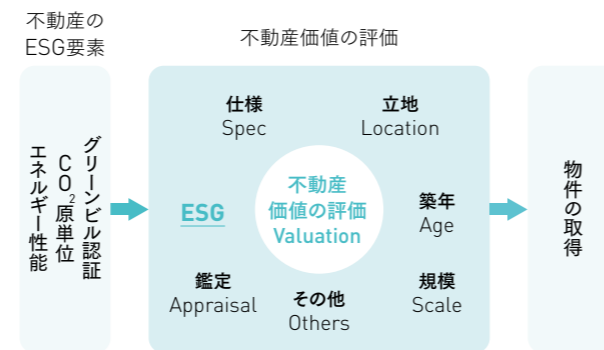 不動産の
ESG要素
不動産価値の評価
グリーンビル認証
CO2原単位
エネルギー性能
仕様
Spec
立地
Location
ESG
不動産
価値の評価
Valuation
築年
Age
鑑定
Appraisal
その他
Others
規模
Scale
物件の取得